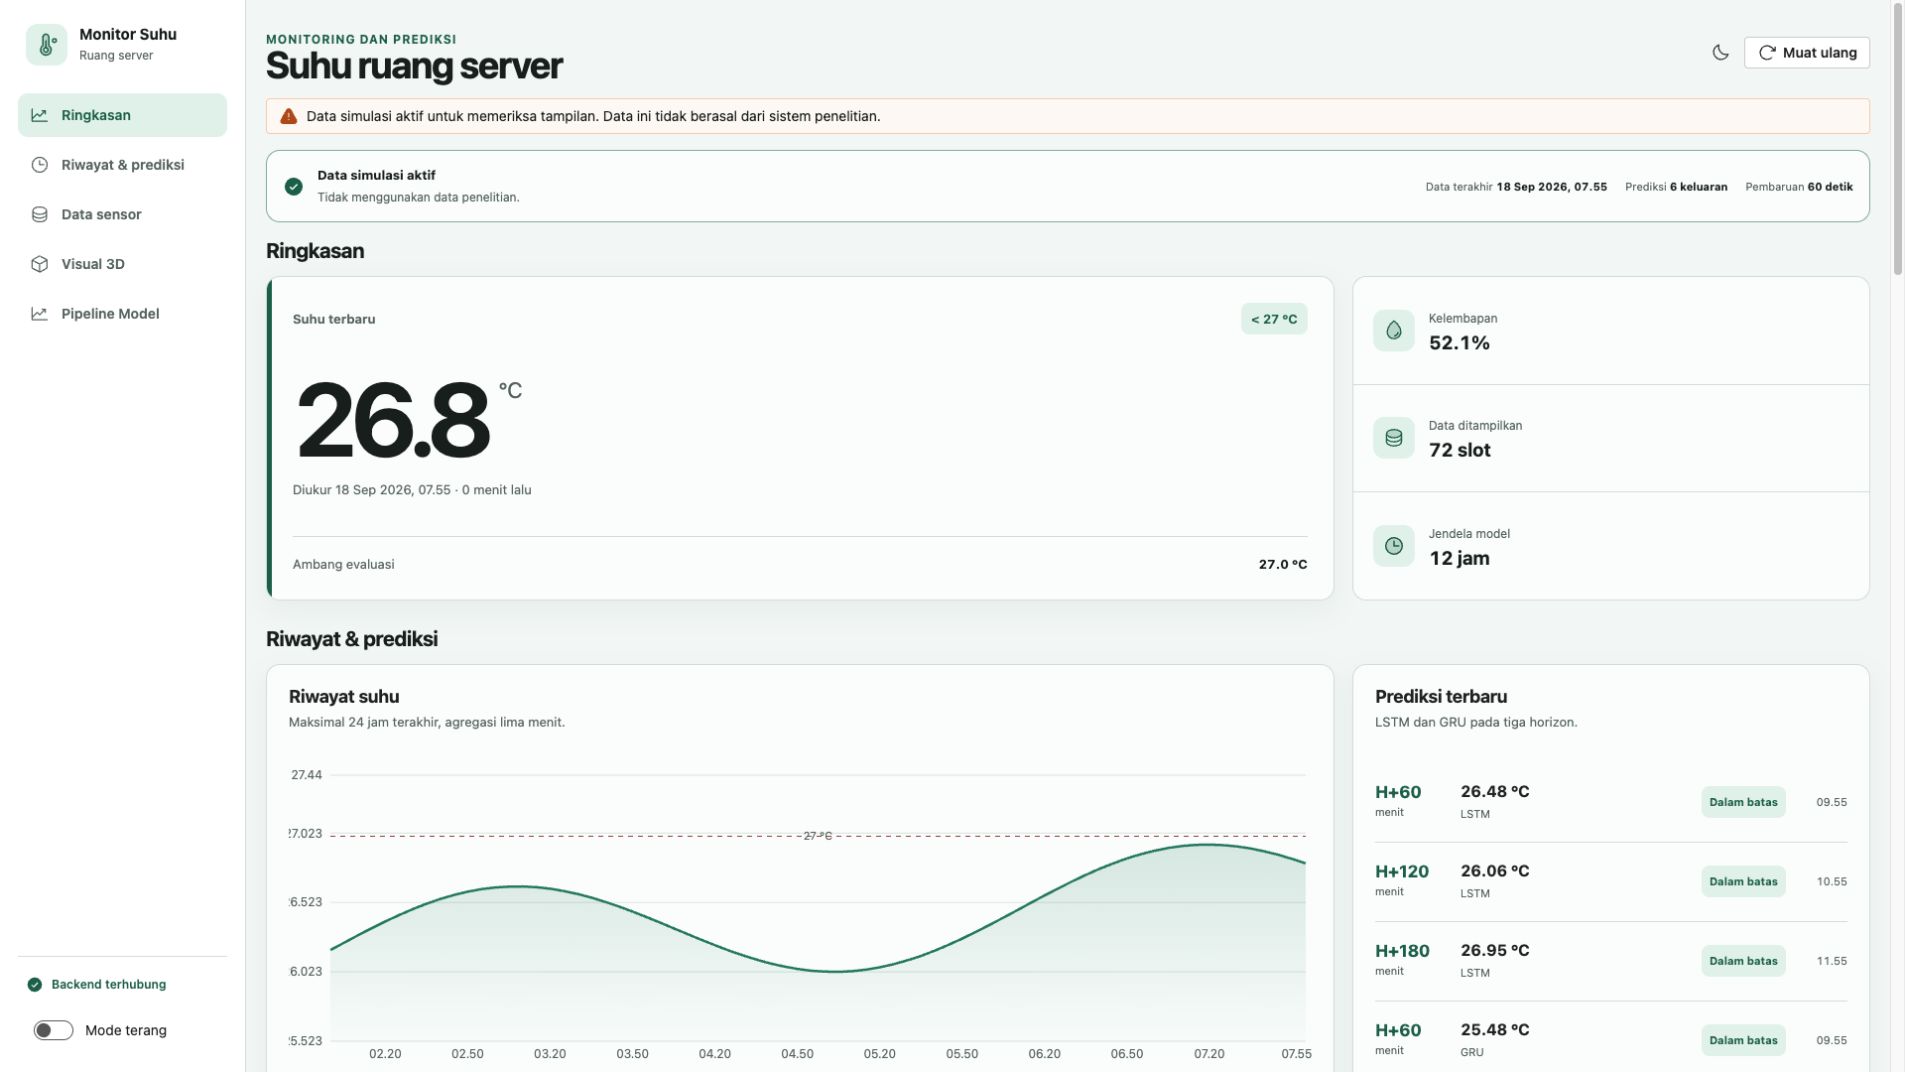 Monitor Suhu
Ruang server
Ringkasan
Riwayat & prediksi
Data sensor
Visual 3D
Pipeline Model
Backend terhubung
Mode terang
MONITORING DAN PREDIKSI
Suhu ruang server
Muat ulang
Data simulasi aktif untuk memeriksa tampilan. Data ini tidak berasal dari sistem penelitian.
Data simulasi aktif
Tidak menggunakan data penelitian.
Data terakhir 18 Sep 2026, 07.55 Prediksi 6 keluaran Pembaruan 60 detik
Ringkasan
Suhu terbaru
< 27 °C
26.8 °C
Diukur 18 Sep 2026, 07.55 · 0 menit lalu
Ambang evaluasi 27.0 °C
Kelembapan
52.1%
Data ditampilkan
72 slot
Jendela model
12 jam
Riwayat & prediksi
Riwayat suhu
Maksimal 24 jam terakhir, agregasi lima menit.
27.44
27.023
27 °C
6.523
6.023
5.523
02.20 02.50 03.20 03.50 04.20 04.50 05.20 05.50 06.20 06.50 07.20 07.55
Prediksi terbaru
LSTM dan GRU pada tiga horizon.
H+60 26.48 °C Dalam batas 09.55
menit LSTM
H+120 26.06 °C Dalam batas 10.55
menit LSTM
H+180 26.95 °C Dalam batas 11.55
menit LSTM
H+60 25.48 °C Dalam batas 09.55
menit GRU